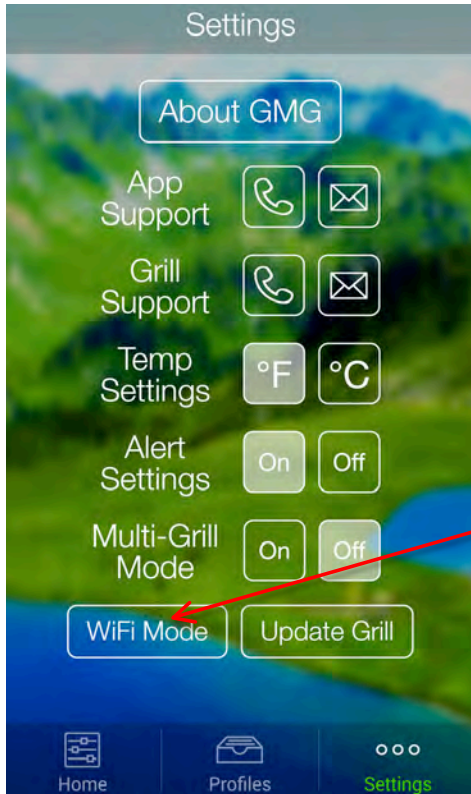 Settings
About GMG
App
Support
Grill
Support
Temp
Settings
°F
°C
Alert
Settings
On
Off
Multi-Grill
Mode
On
Off
WiFi Mode
Update Grill
Home
Profiles
Settings